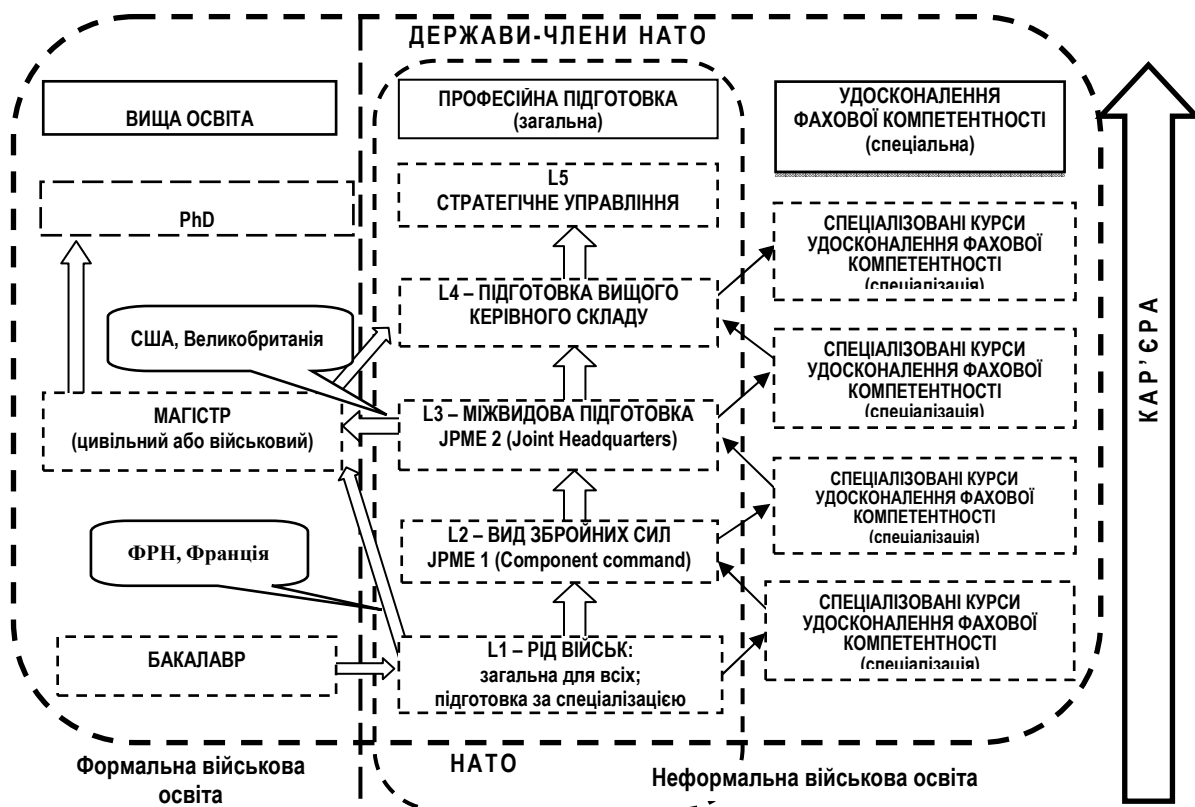 ДЕРЖАВИ-ЧЛЕНИ НАТО
ВИЩА ОСВІТА
ПРОФЕСІЙНА ПІДГОТОВКА
(загальна)
УДОСКОНАЛЕННЯ
ФАХОВОЇ КОМПЕТЕНТНОСТІ
(спеціальна)
PhD
L5
СТРАТЕГІЧНЕ УПРАВЛІННЯ
СПЕЦІАЛІЗОВАНІ КУРСИ
УДОСКОНАЛЕННЯ ФАХОВОЇ
КОМПЕТЕНТНОСТІ
(спеціалізація)
L4 – ПІДГОТОВКА ВИЩОГО
КЕРІВНОГО СКЛАДУ
США, Великобританія
СПЕЦІАЛІЗОВАНІ КУРСИ
УДОСКОНАЛЕННЯ ФАХОВОЇ
КОМПЕТЕНТНОСТІ
(спеціалізація)
МАГІСТР
(цивільний або військовий)
L3 – МІЖВИДОВА ПІДГОТОВКА
JPME 2 (Joint Headquarters)
СПЕЦІАЛІЗОВАНІ КУРСИ
УДОСКОНАЛЕННЯ ФАХОВОЇ
КОМПЕТЕНТНОСТІ
(спеціалізація)
L2 – ВИД ЗБРОЙНИХ СИЛ
JPME 1 (Component command)
ФРН, Франція
СПЕЦІАЛІЗОВАНІ КУРСИ
УДОСКОНАЛЕННЯ ФАХОВОЇ
КОМПЕТЕНТНОСТІ
(спеціалізація)
БАКАЛАВР
L1 – РІД ВІЙСЬК:
загальна для всіх;
підготовка за спеціалізацією
КАР’ЄРА
Формальна військова
освіта
НАТО
Неформальна військова освіта